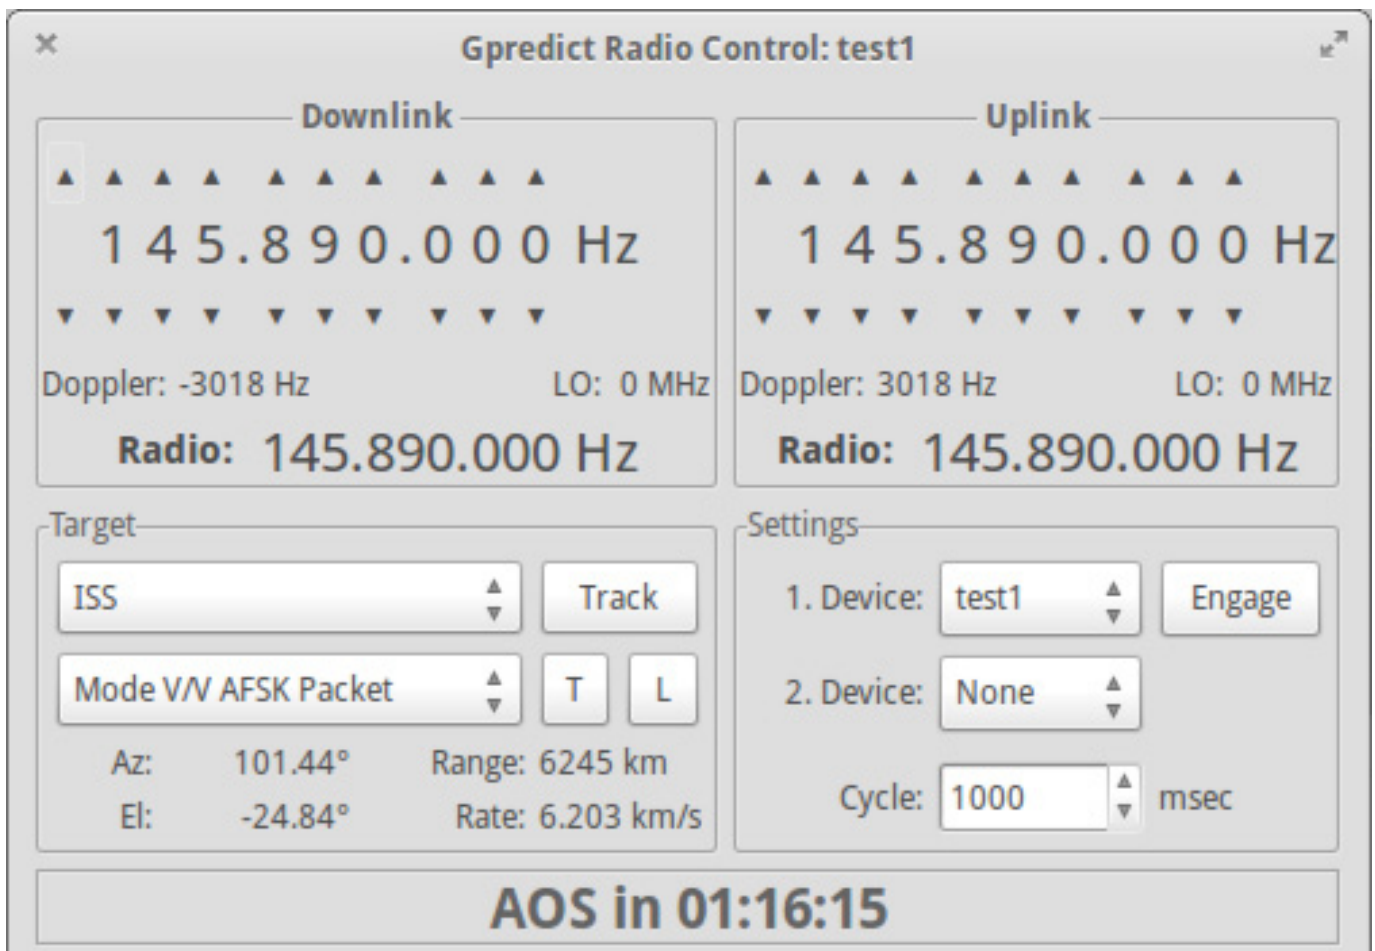 Gpredict Radio Control: test1
Downlink
145.890.000 Hz
Doppler: -3018 Hz LO: 0 MHz
Radio: 145.890.000 Hz
Uplink
145.890.000 Hz
Doppler: 3018 Hz LO: 0 MHz
Radio: 145.890.000 Hz
Target
ISS Track
Mode V/V AFSK Packet T L
Az: 101.44° Range: 6245 km
El: -24.84° Rate: 6.203 km/s
Settings
1. Device: test1 Engage
2. Device: None
Cycle: 1000 msec
AOS in 01:16:15